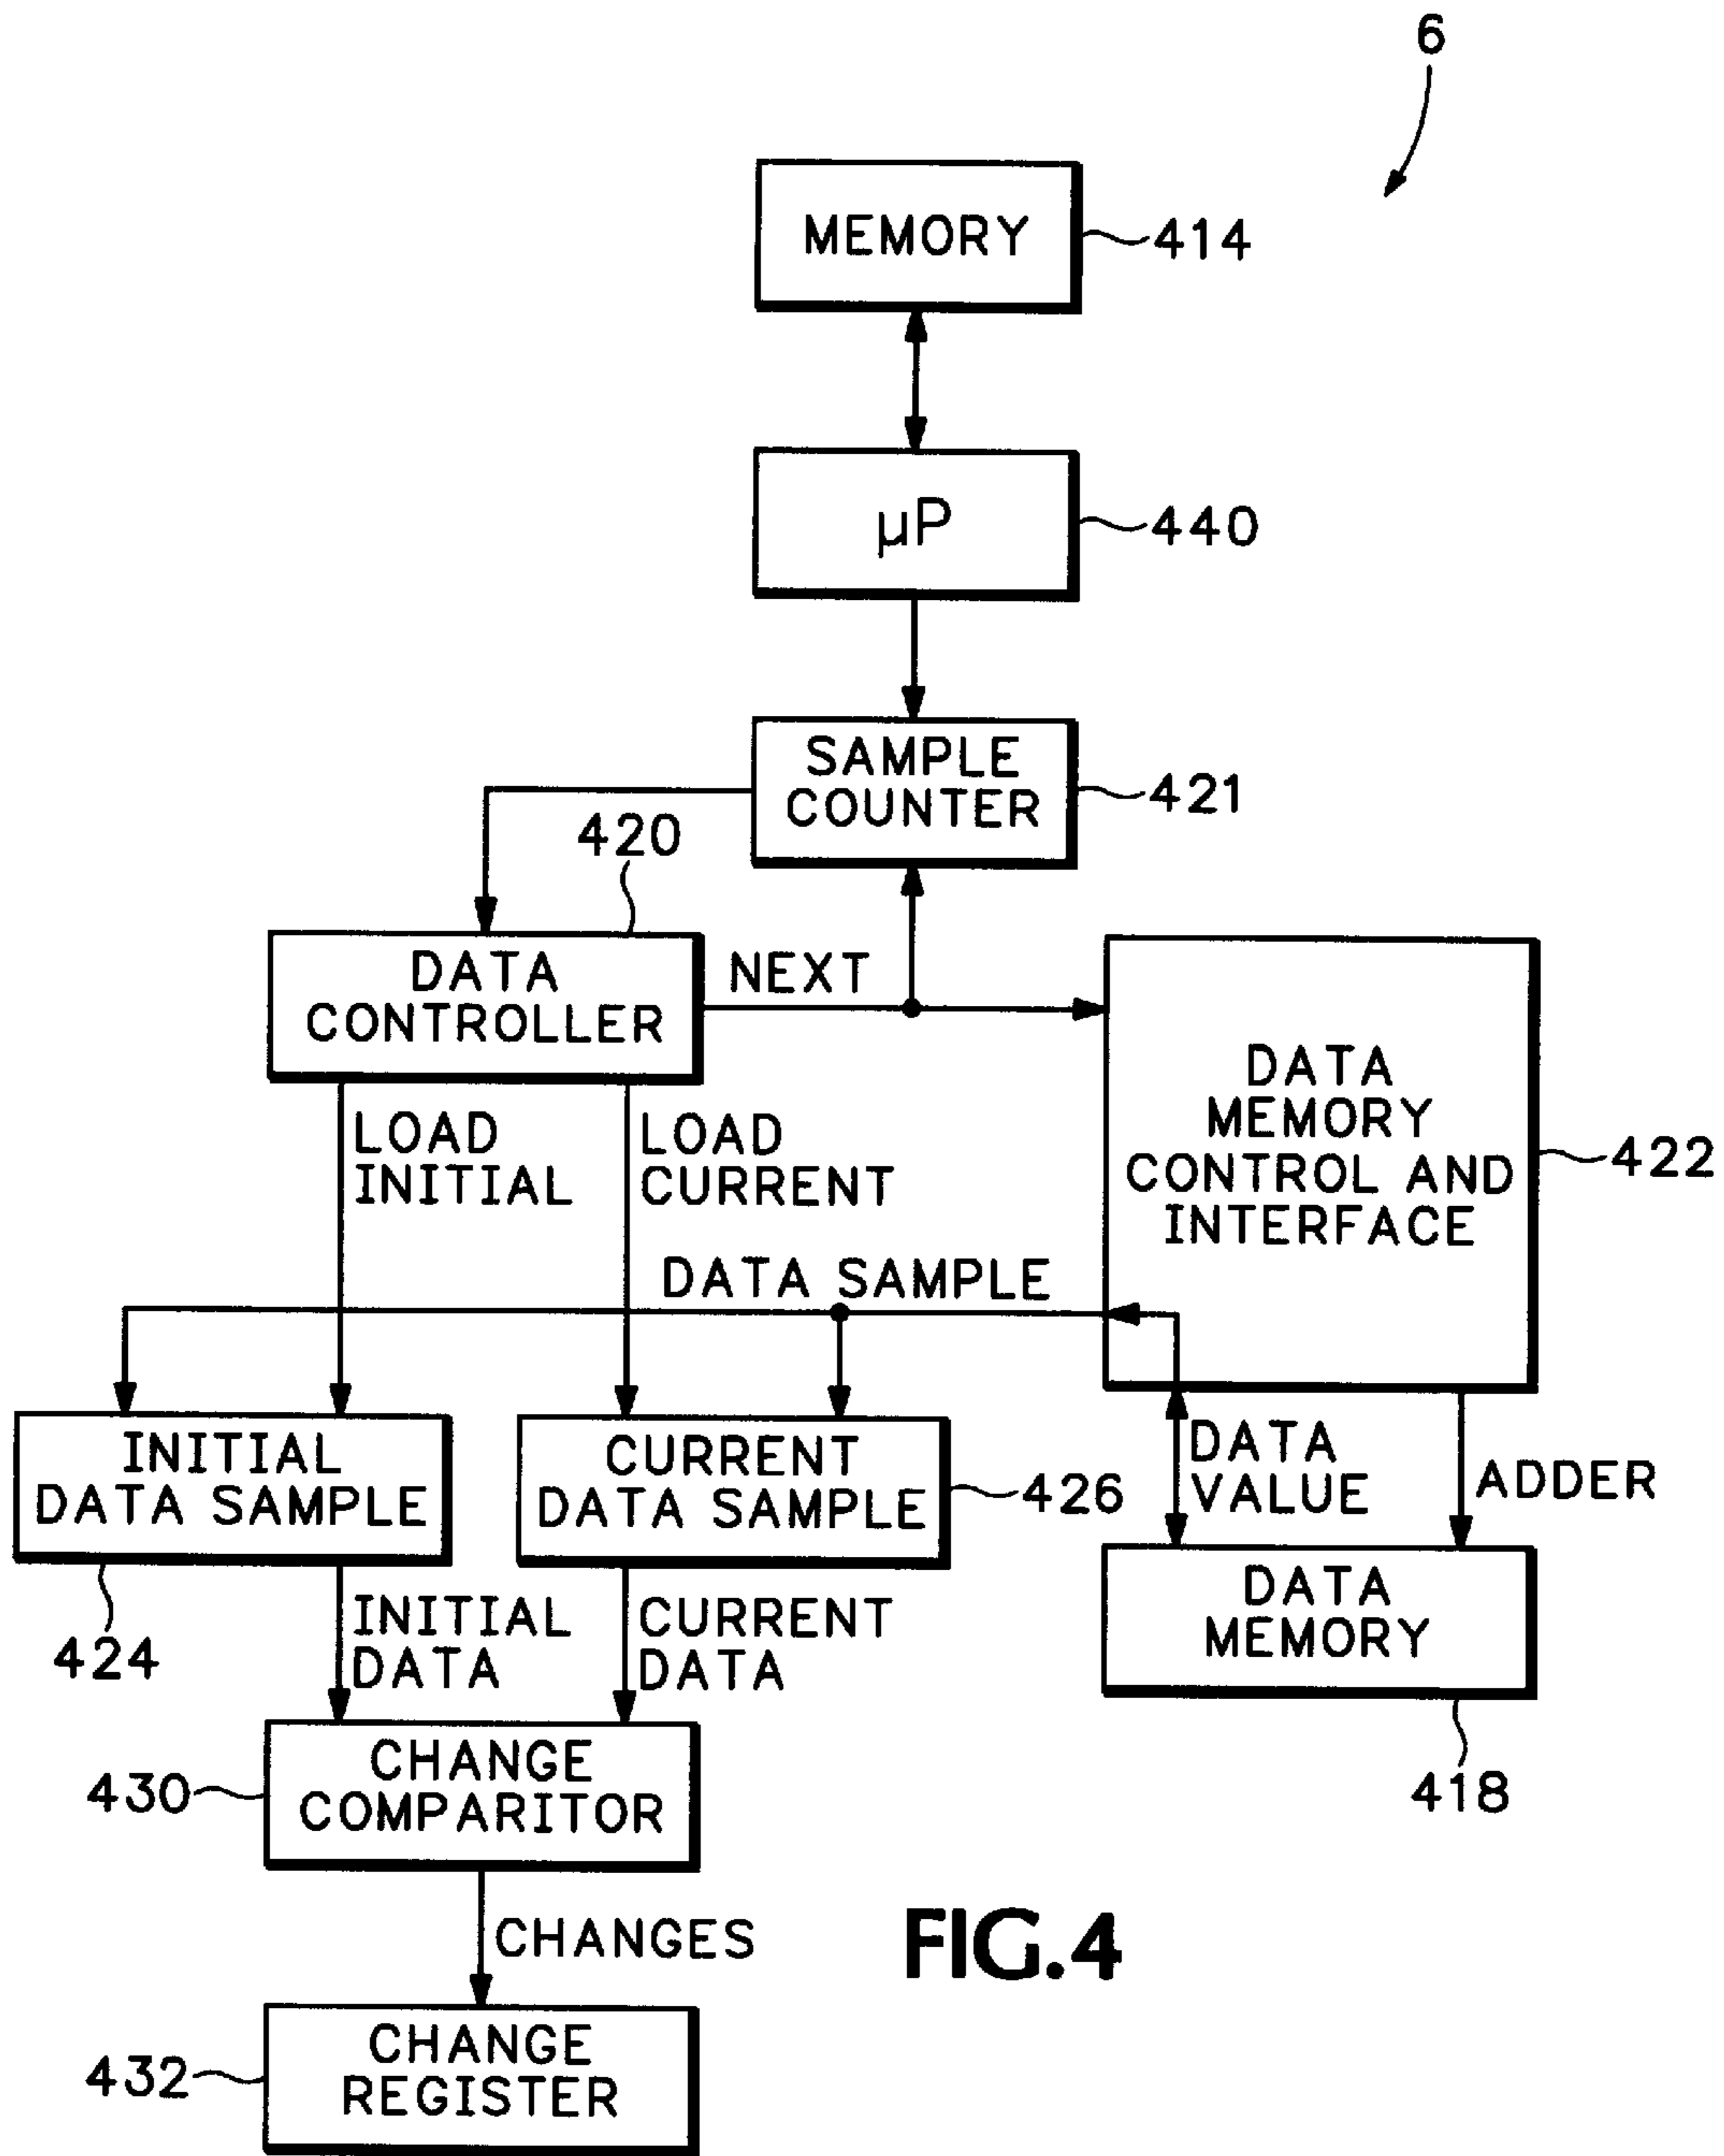 6
MEMORY
414
µP
440
SAMPLE
COUNTER
421
420
DATA
CONTROLLER
NEXT
DATA
MEMORY
CONTROL AND
INTERFACE
422
LOAD
INITIAL
LOAD
CURRENT
DATA SAMPLE
INITIAL
DATA SAMPLE
424
CURRENT
DATA SAMPLE
426
DATA
VALUE
ADDER
DATA
MEMORY
418
INITIAL
DATA
CURRENT
DATA
CHANGE
COMPARITOR
430
CHANGES
FIG.4
CHANGE
REGISTER
432